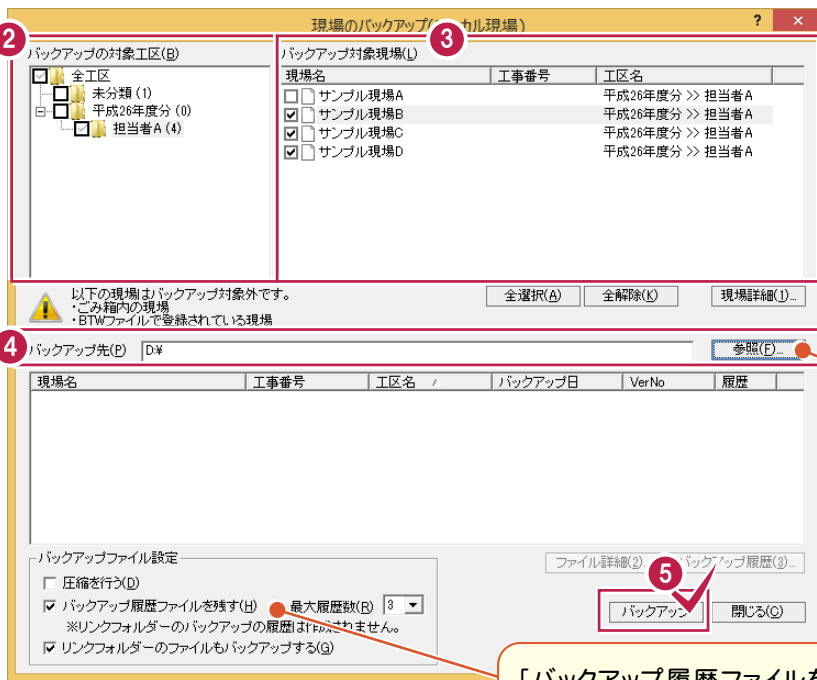 現場のバックアップ(ローカル現場)
? ×
2
3
バックアップの対象工区(B)
バックアップ対象現場(L)
全工区
未分類 (1)
平成26年度分 (0)
担当者A (4)
現場名 工事番号 工区名
サンプル現場A 平成26年度分 >> 担当者A
サンプル現場B 平成26年度分 >> 担当者A
サンプル現場C 平成26年度分 >> 担当者A
サンプル現場D 平成26年度分 >> 担当者A
以下の現場はバックアップ対象外です。
・ごみ箱内の現場
・BTWファイルで登録されている現場
全選択(A) 全解除(K) 現場詳細(1)...
4
バックアップ先(P) D:¥ 参照(F)...
現場名 工事番号 工区名 バックアップ日 VerNo 履歴
バックアップファイル設定
圧縮を行う(D)
バックアップ履歴ファイルを残す(H) 最大履歴数(R) 3
※リンクフォルダーのバックアップの履歴は作成されません。
リンクフォルダーのファイルもバックアップする(G)
ファイル詳細(2)... バックアップ履歴(3)...
5
バックアップ 閉じる(C)
「バックアップ履歴ファイルを